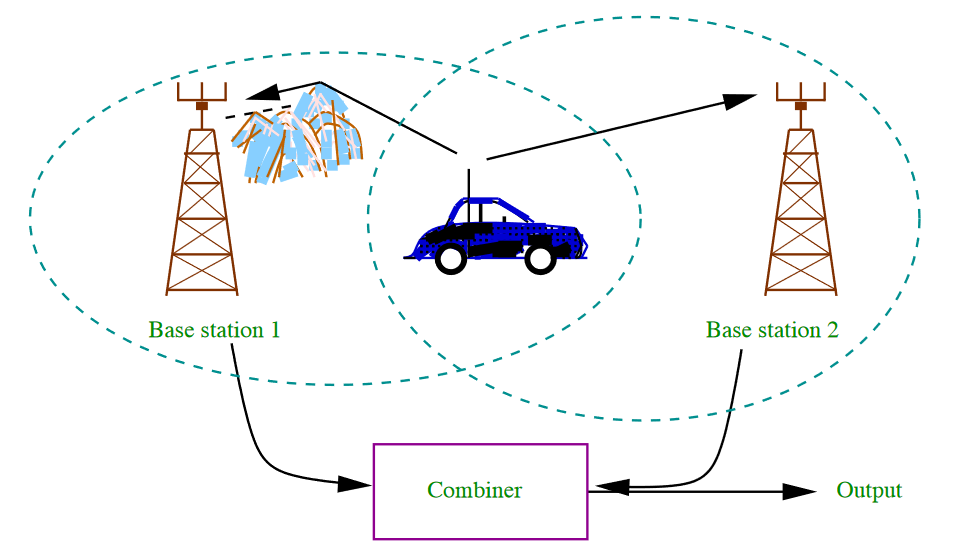 Base station 1
Base station 2
Combiner
Output